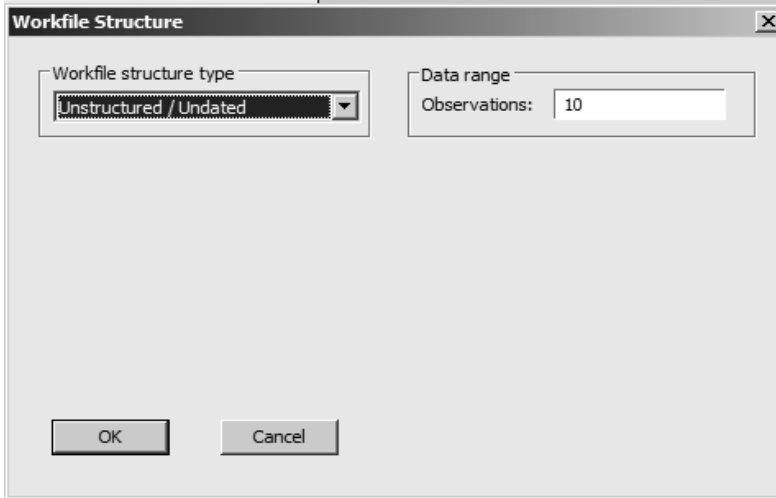 Workfile Structure
Workfile structure type
Unstructured / Undated
Data range
Observations: 10
OK Cancel